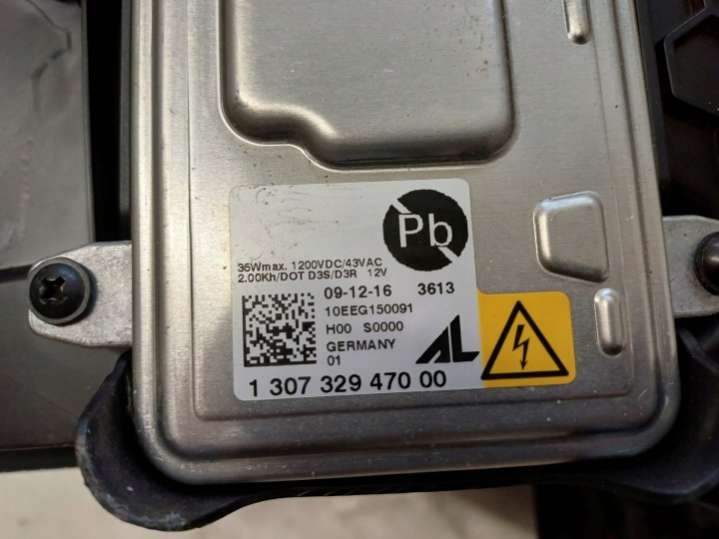 Pb
35Wmax. 1200VDC/43VAC
2.00Kh/DOT D3S/D3R 12V
09-12-16 3613
10EEG150091
H00 S0000
GERMANY
01
AL
1 307 329 470 00